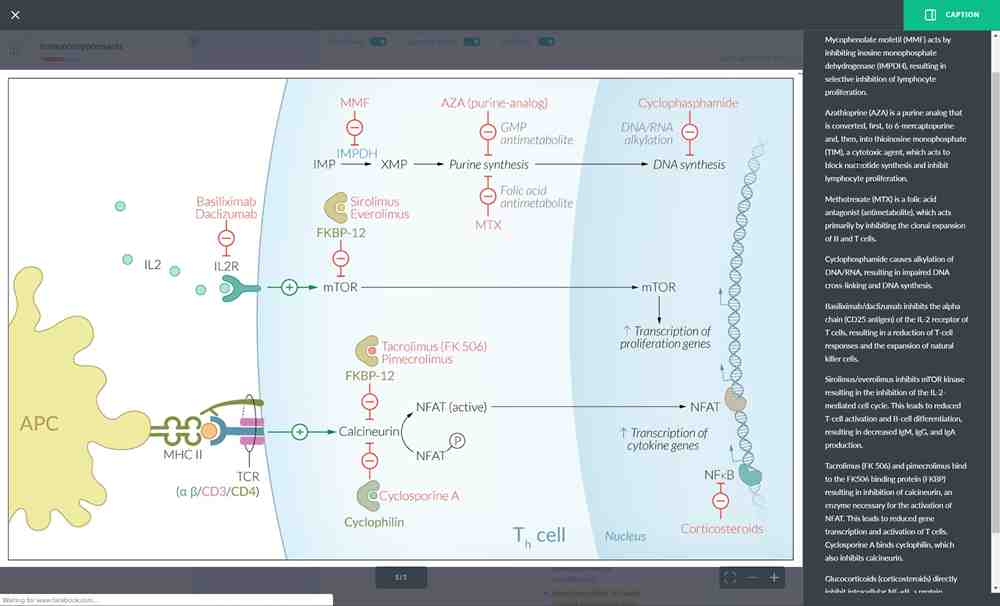 CAPTION
Immunosuppressants
MMF
AZA (purine-analog)
Cyclophasphamide
GMP
antimetabolite
DNA/RNA
alkylation
IMPDH
IMP
XMP
Purine synthesis
DNA synthesis
Folic acid
antimetabolite
MTX
Basiliximab
Daclizumab
Sirolimus
Everolimus
FKBP-12
IL2
IL2R
mTOR
mTOR
↑ Transcription of
proliferation genes
Tacrolimus (FK 506)
Pimecrolimus
FKBP-12
APC
MHC II
TCR
(α β/CD3/CD4)
Calcineurin
NFAT (active)
NFAT
P
NFAT
↑ Transcription of
cytokine genes
NFκB
Cyclosporine A
Cyclophilin
Corticosteroids
Th cell
Nucleus
1/1
Waiting for www.facebook.com...
Mycophenolate mofetil (MMF) acts by
inhibiting inosine monophosphate
dehydrogenase (IMPDH), resulting in
selective inhibition of lymphocyte
proliferation.
Azathioprine (AZA) is a purine analog that
is converted, first, to 6-mercaptopurine
and, then, into thioinosine monophosphate
(TIM), a cytotoxic agent, which acts to
block nucleotide synthesis and inhibit
lymphocyte proliferation.
Methotrexate (MTX) is a folic acid
antagonist (antimetabolite), which acts
primarily by inhibiting the clonal expansion
of B and T cells.
Cyclophosphamide causes alkylation of
DNA/RNA, resulting in impaired DNA
cross-linking and DNA synthesis.
Basiliximab/daclizumab inhibits the alpha
chain (CD25 antigen) of the IL-2 receptor of
T cells, resulting in a reduction of T-cell
responses and the expansion of natural
killer cells.
Sirolimus/everolimus inhibits mTOR kinase
resulting in the inhibition of the IL-2-
mediated cell cycle. This leads to reduced
T-cell activation and B-cell differentiation,
resulting in decreased IgM, IgG, and IgA
production.
Tacrolimus (FK 506) and pimecrolimus bind
to the FK506 binding protein (FKBP)
resulting in inhibition of calcineurin, an
enzyme necessary for the activation of
NFAT. This leads to reduced gene
transcription and activation of T cells.
Cyclosporine A binds cyclophilin, which
also inhibits calcineurin.
Glucocorticoids (corticosteroids) directly
inhibit intracellular NF-κB, a protein